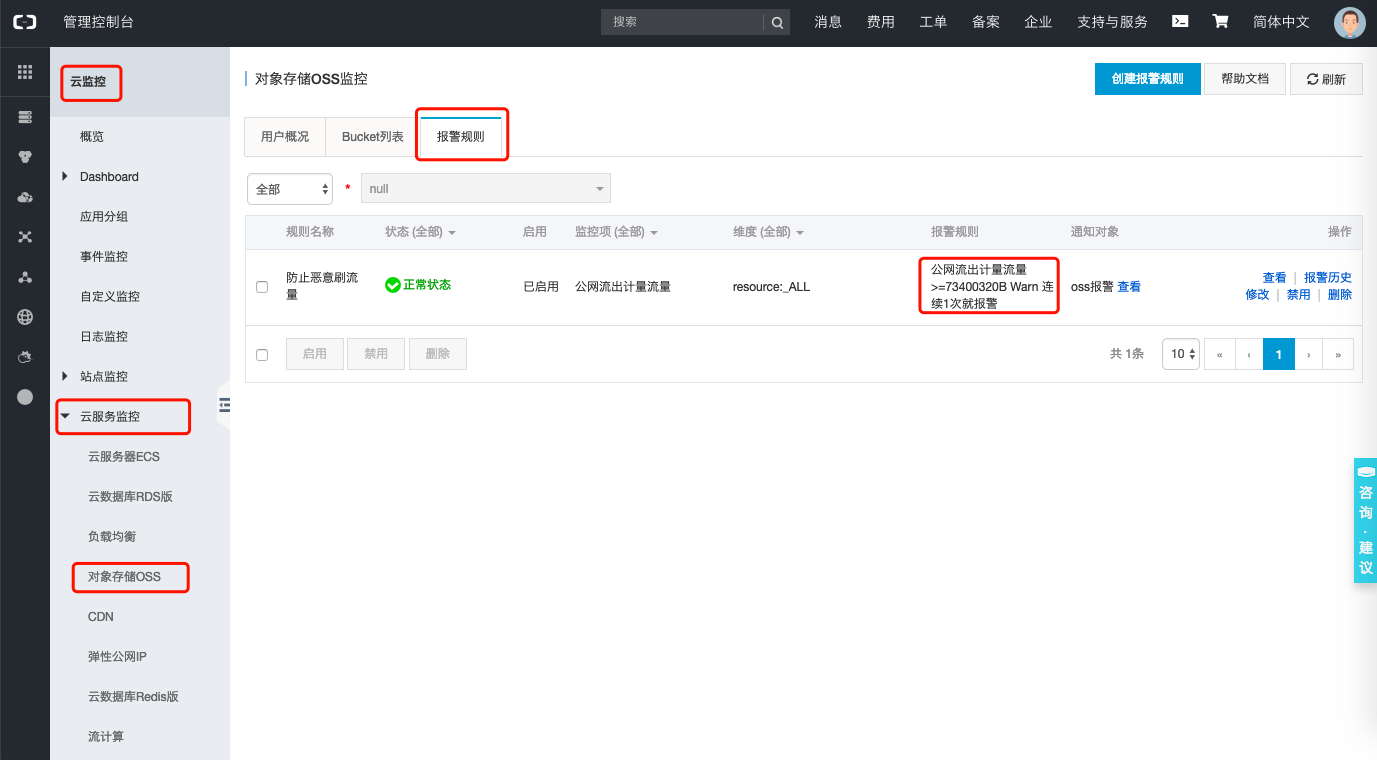 管理控制台
搜索
消息
费用
工单
备案
企业
支持与服务
简体中文
云监控
概览
Dashboard
应用分组
事件监控
自定义监控
日志监控
站点监控
云服务监控
云服务器ECS
云数据库RDS版
负载均衡
对象存储OSS
CDN
弹性公网IP
云数据库Redis版
流计算
对象存储OSS监控
创建报警规则
帮助文档
刷新
用户概况
Bucket列表
报警规则
全部
* null
规则名称
状态 (全部)
启用
监控项 (全部)
维度 (全部)
报警规则
通知对象
操作
防止恶意刷流
量
正常状态
已启用
公网流出计量流量
resource:_ALL
公网流出计量流量
>=73400320B Warn 连
续1次就报警
oss报警 查看
查看 | 报警历史
修改 | 禁用 | 删除
启用
禁用
删除
共 1条
10
« ‹ 1 › »
咨
询
·
建
议